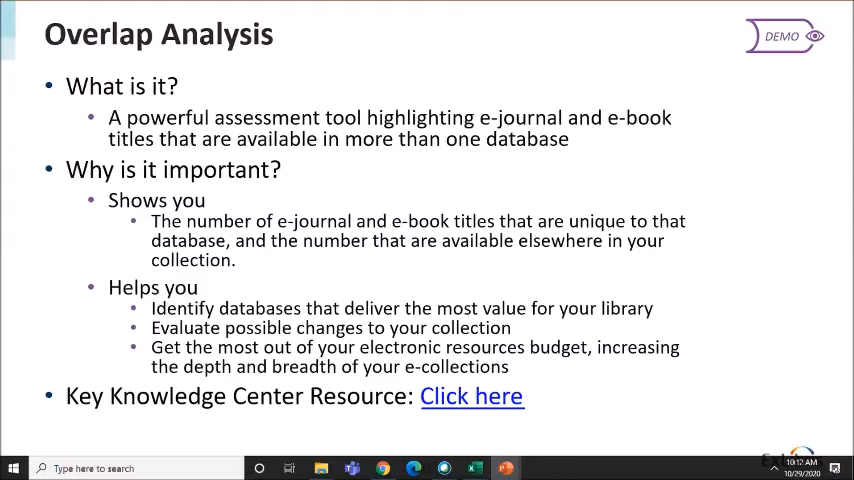 Overlap Analysis
DEMO
• What is it?
• A powerful assessment tool highlighting e-journal and e-book
titles that are available in more than one database
• Why is it important?
• Shows you
• The number of e-journal and e-book titles that are unique to that
database, and the number that are available elsewhere in your
collection.
• Helps you
• Identify databases that deliver the most value for your library
• Evaluate possible changes to your collection
• Get the most out of your electronic resources budget, increasing
the depth and breadth of your e-collections
• Key Knowledge Center Resource: Click here
Type here to search
10:12 AM
10/29/2020